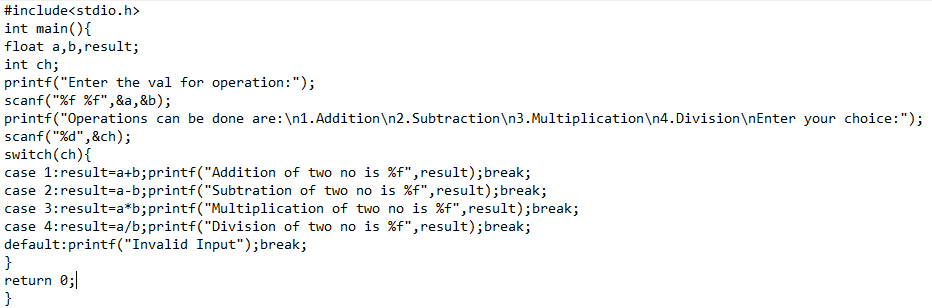 #include<stdio.h>
int main(){
float a,b,result;
int ch;
printf("Enter the val for operation:");
scanf("%f %f",&a,&b);
printf("Operations can be done are:\n1.Addition\n2.Subtraction\n3.Multiplication\n4.Division\nEnter your choice:");
scanf("%d",&ch);
switch(ch){
case 1:result=a+b;printf("Addition of two no is %f",result);break;
case 2:result=a-b;printf("Subtration of two no is %f",result);break;
case 3:result=a*b;printf("Multiplication of two no is %f",result);break;
case 4:result=a/b;printf("Division of two no is %f",result);break;
default:printf("Invalid Input");break;
}
return 0;
}